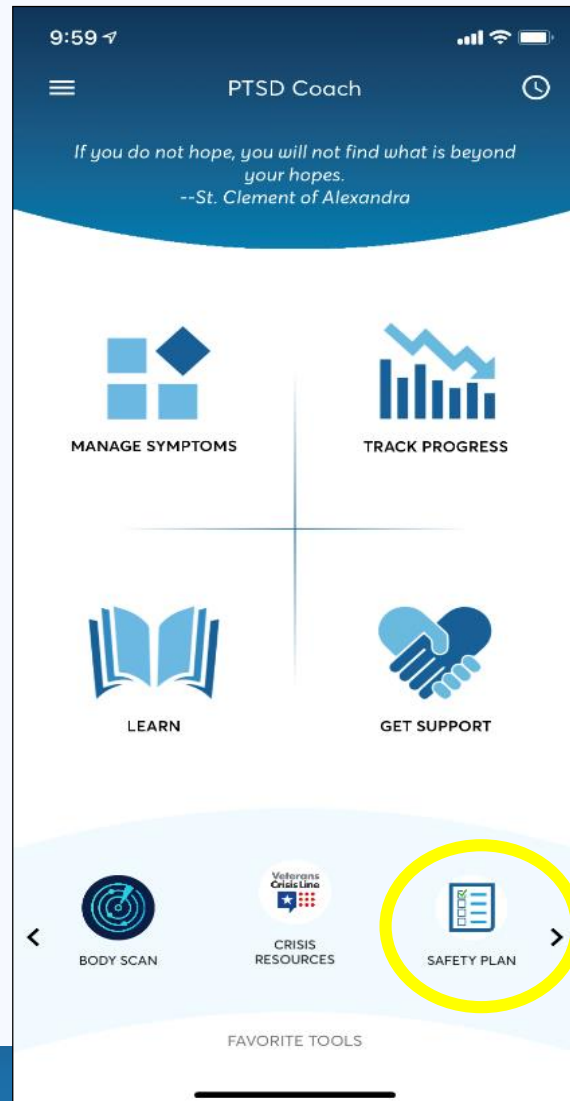 9:59
PTSD Coach
If you do not hope, you will not find what is beyond
your hopes.
--St. Clement of Alexandra
MANAGE SYMPTOMS
TRACK PROGRESS
LEARN
GET SUPPORT
Veterans
Crisis Line
BODY SCAN
CRISIS
RESOURCES
SAFETY PLAN
FAVORITE TOOLS